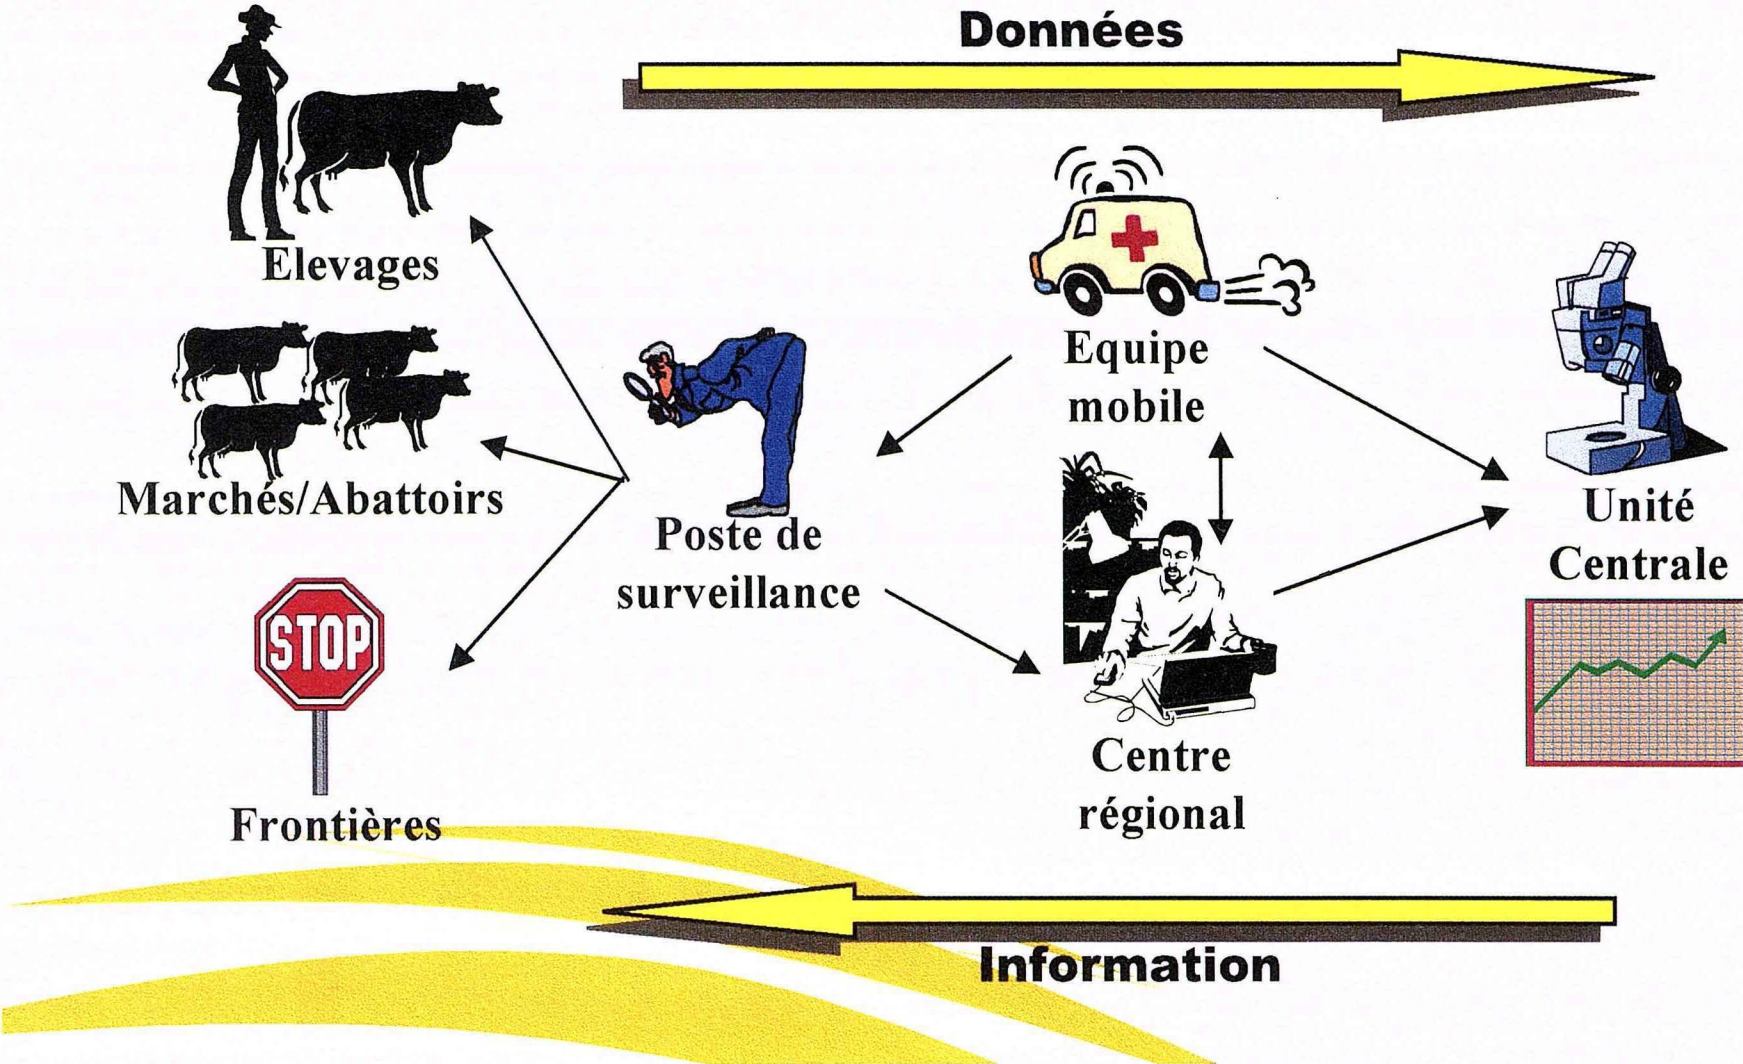 Données
Elevages
Marchés/Abattoirs
STOP
Frontières
Poste de
surveillance
Equipe
mobile
Centre
régional
Unité
Centrale
Information